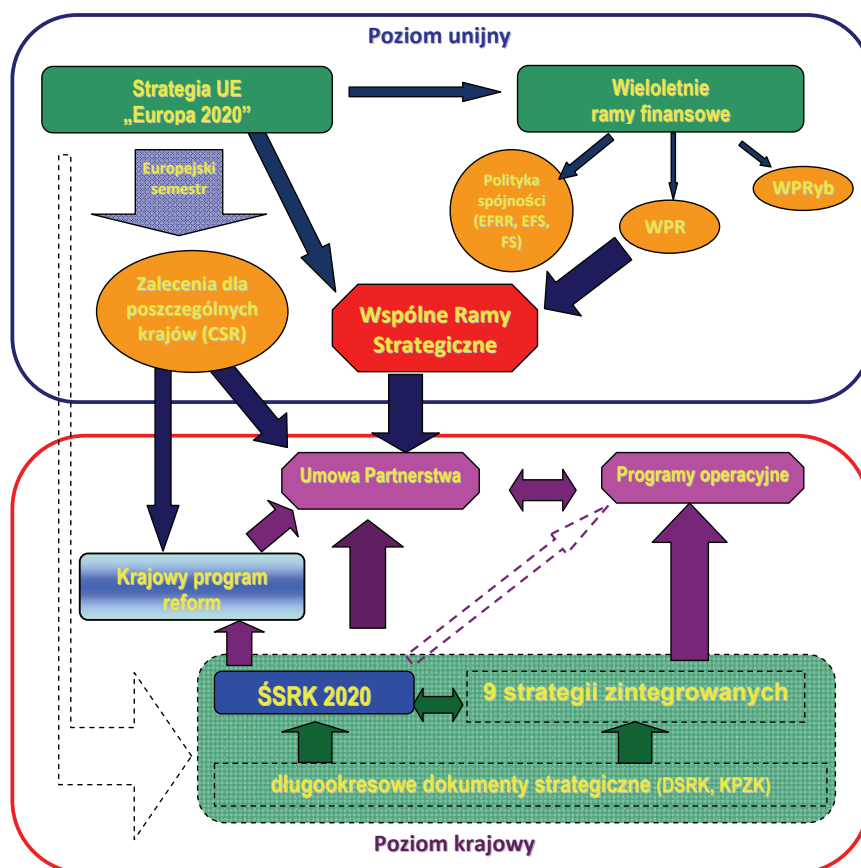 Poziom unijny
Strategia UE
„Europa 2020”
Wieloletnie
ramy finansowe
Europejski
semestr
Polityka
spójności
(EFRR, EFS,
FS)
WPR
WPRyb
Zalecenia dla
poszczególnych
krajów (CSR)
Wspólne Ramy
Strategiczne
Umowa Partnerstwa
Programy operacyjne
Krajowy program
reform
ŚSRK 2020
9 strategii zintegrowanych
długookresowe dokumenty strategiczne (DSRK, KPZK)
Poziom krajowy